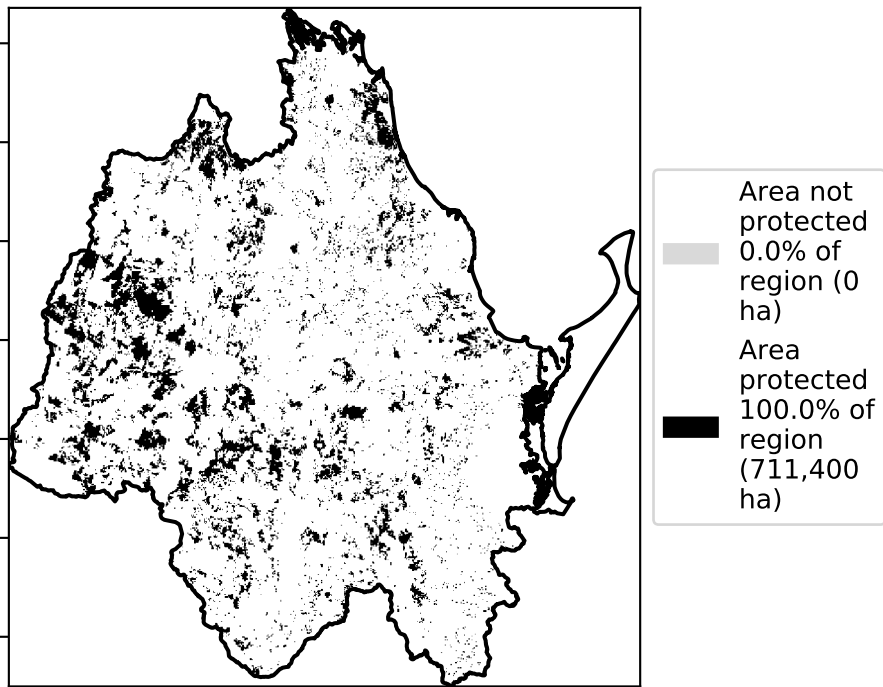 Area not
protected
0.0% of
region (0
ha)
Area
protected
100.0% of
region
(711,400
ha)